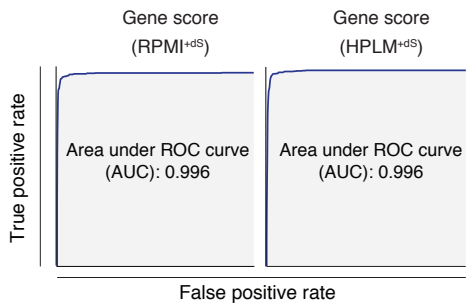 Gene score
(RPMI+dS)
Gene score
(HPLM+dS)
True positive rate
Area under ROC curve
(AUC): 0.996
Area under ROC curve
(AUC): 0.996
False positive rate